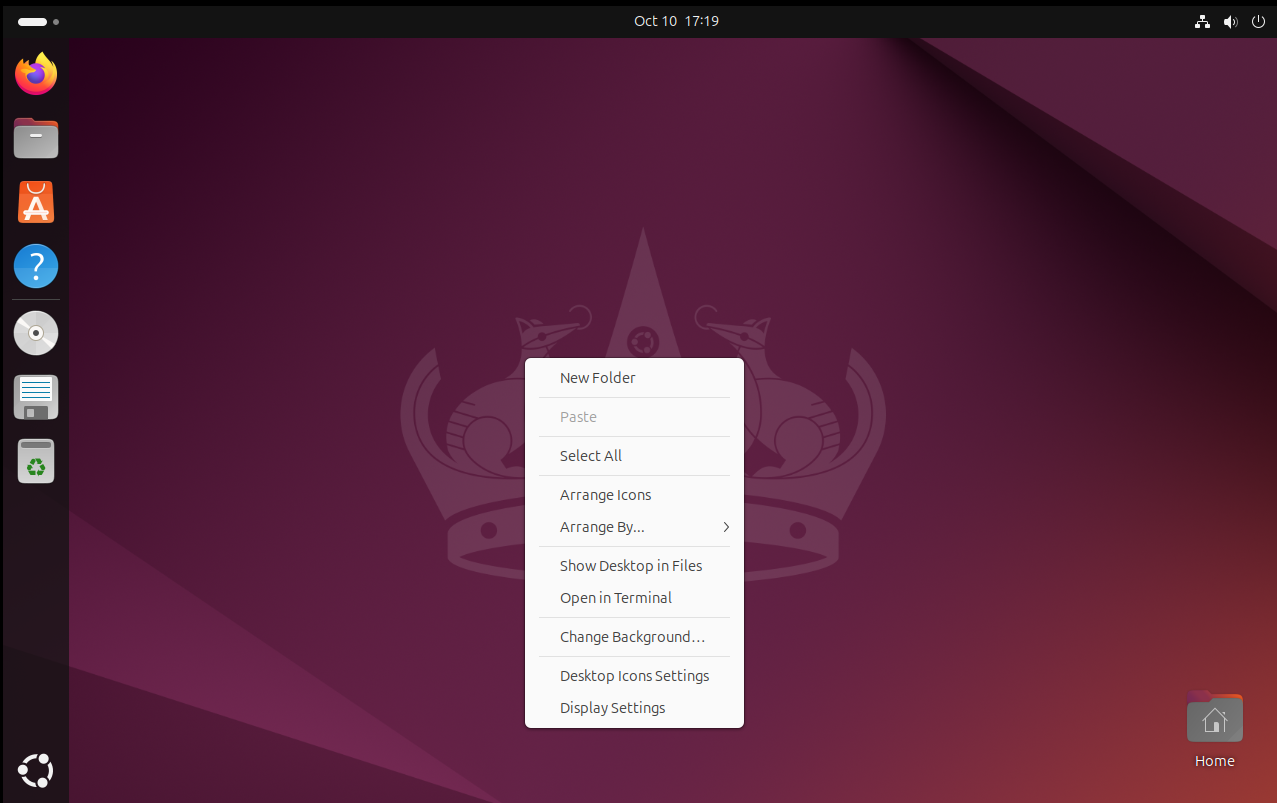 Oct 10 17:19
New Folder
Paste
Select All
Arrange Icons
Arrange By...
Show Desktop in Files
Open in Terminal
Change Background…
Desktop Icons Settings
Display Settings
Home